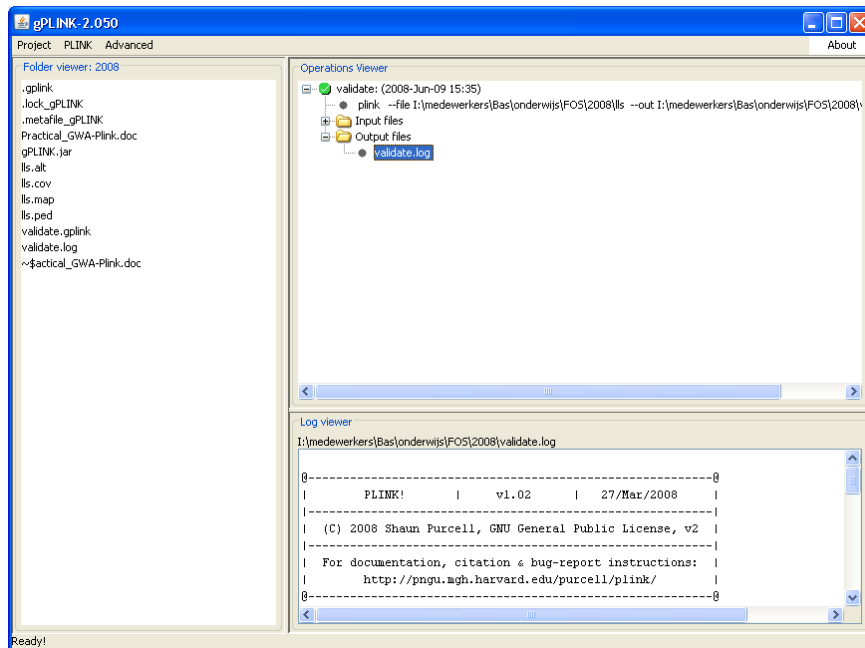 gPLINK-2.050
Project PLINK Advanced About
Folder viewer: 2008
.gplink
.lock_gPLINK
.metafile_gPLINK
Practical_GWA-Plink.doc
gPLINK.jar
lls.alt
lls.cov
lls.map
lls.ped
validate.gplink
validate.log
~$actical_GWA-Plink.doc
Operations Viewer
validate: (2008-Jun-09 15:35)
plink --file I:\medewerkers\Bas\onderwijs\FOS\2008\lls --out I:\medewerkers\Bas\onderwijs\FOS\2008\
Input files
Output files
validate.log
Log viewer
I:\medewerkers\Bas\onderwijs\FOS\2008\validate.log
@----------------------------------------------------------@
| PLINK! | v1.02 | 27/Mar/2008 |
|----------------------------------------------------------|
| (C) 2008 Shaun Purcell, GNU General Public License, v2 |
|----------------------------------------------------------|
| For documentation, citation & bug-report instructions: |
| http://pngu.mgh.harvard.edu/purcell/plink/ |
@----------------------------------------------------------@
Ready!